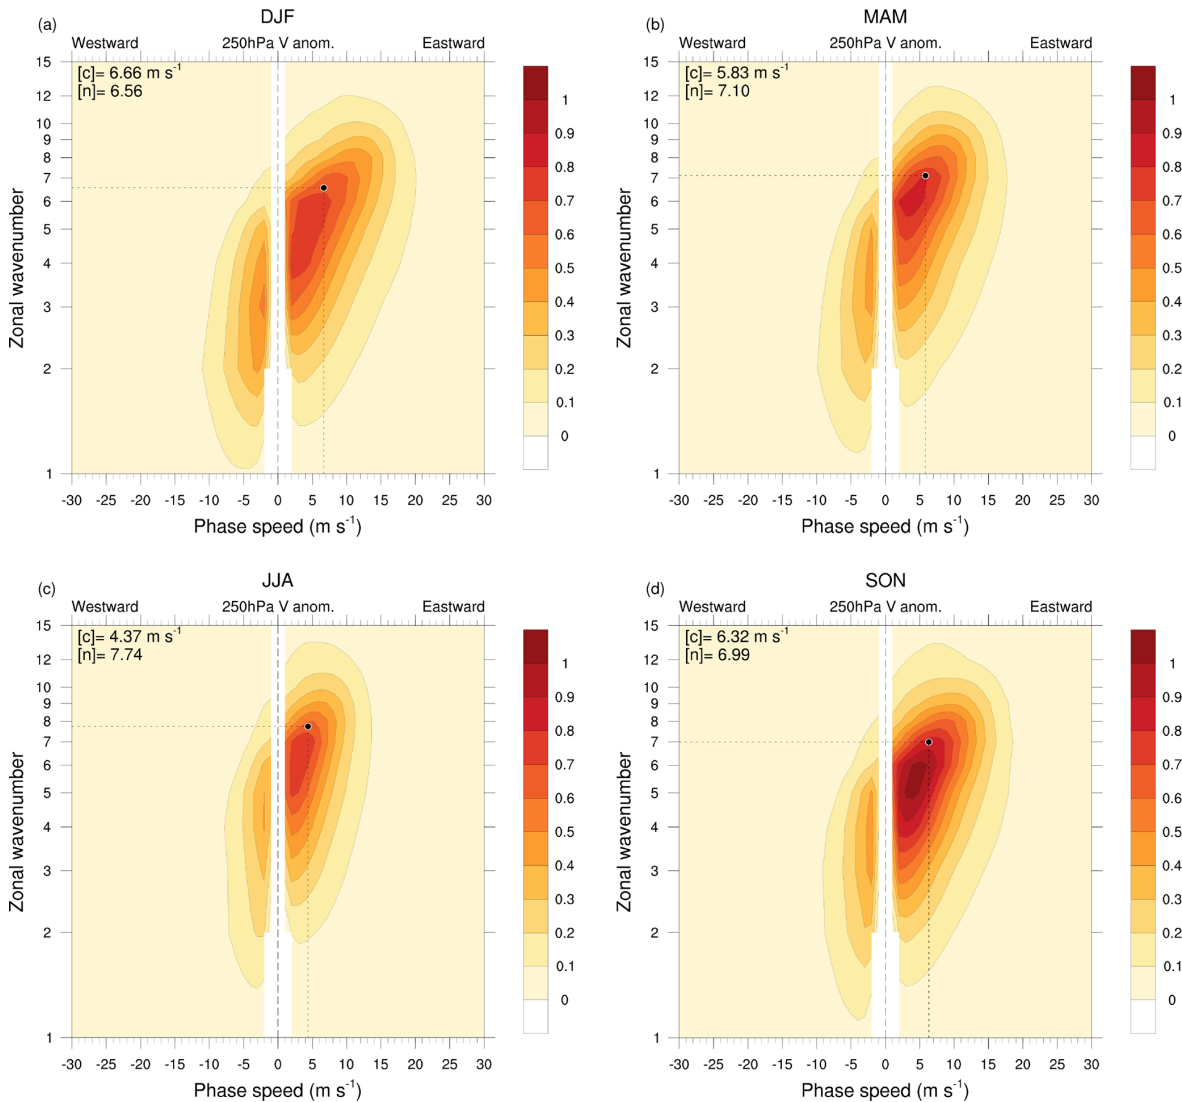 (a)
DJF
Westward 250hPa V anom. Eastward
[c]= 6.66 m s-1
[n]= 6.56
15
12
10
9
8
7
6
5
4
3
2
1
Zonal wavenumber
-30 -25 -20 -15 -10 -5 0 5 10 15 20 25 30
Phase speed (m s-1)
1
0.9
0.8
0.7
0.6
0.5
0.4
0.3
0.2
0.1
0
(b)
MAM
Westward 250hPa V anom. Eastward
[c]= 5.83 m s-1
[n]= 7.10
15
12
10
9
8
7
6
5
4
3
2
1
Zonal wavenumber
-30 -25 -20 -15 -10 -5 0 5 10 15 20 25 30
Phase speed (m s-1)
1
0.9
0.8
0.7
0.6
0.5
0.4
0.3
0.2
0.1
0
(c)
JJA
Westward 250hPa V anom. Eastward
[c]= 4.37 m s-1
[n]= 7.74
15
12
10
9
8
7
6
5
4
3
2
1
Zonal wavenumber
-30 -25 -20 -15 -10 -5 0 5 10 15 20 25 30
Phase speed (m s-1)
1
0.9
0.8
0.7
0.6
0.5
0.4
0.3
0.2
0.1
0
(d)
SON
Westward 250hPa V anom. Eastward
[c]= 6.32 m s-1
[n]= 6.99
15
12
10
9
8
7
6
5
4
3
2
1
Zonal wavenumber
-30 -25 -20 -15 -10 -5 0 5 10 15 20 25 30
Phase speed (m s-1)
1
0.9
0.8
0.7
0.6
0.5
0.4
0.3
0.2
0.1
0